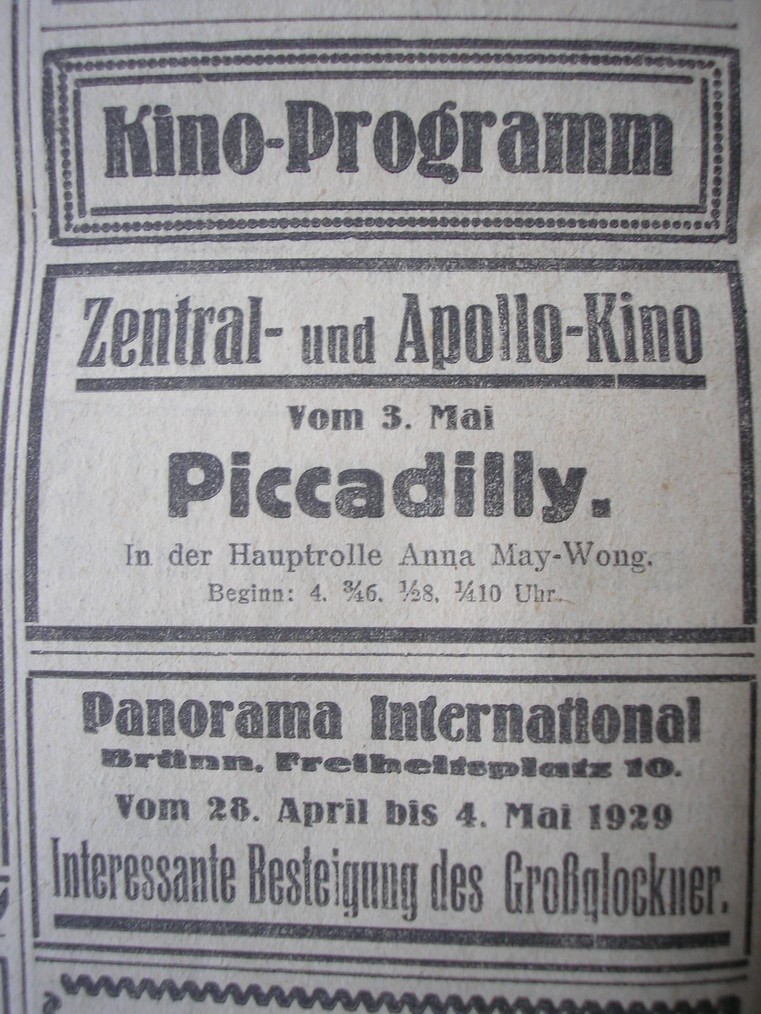 Kino-Programm
Zentral- und Apollo-Kino
Vom 3. Mai
Piccadilly.
In der Hauptrolle Anna May-Wong.
Beginn: 4. ¾6. ½8, ¼10 Uhr.
Panorama International
Brünn, Freiheitsplatz 10.
Vom 28. April bis 4. Mai 1929
Interessante Besteigung des Großglockner.